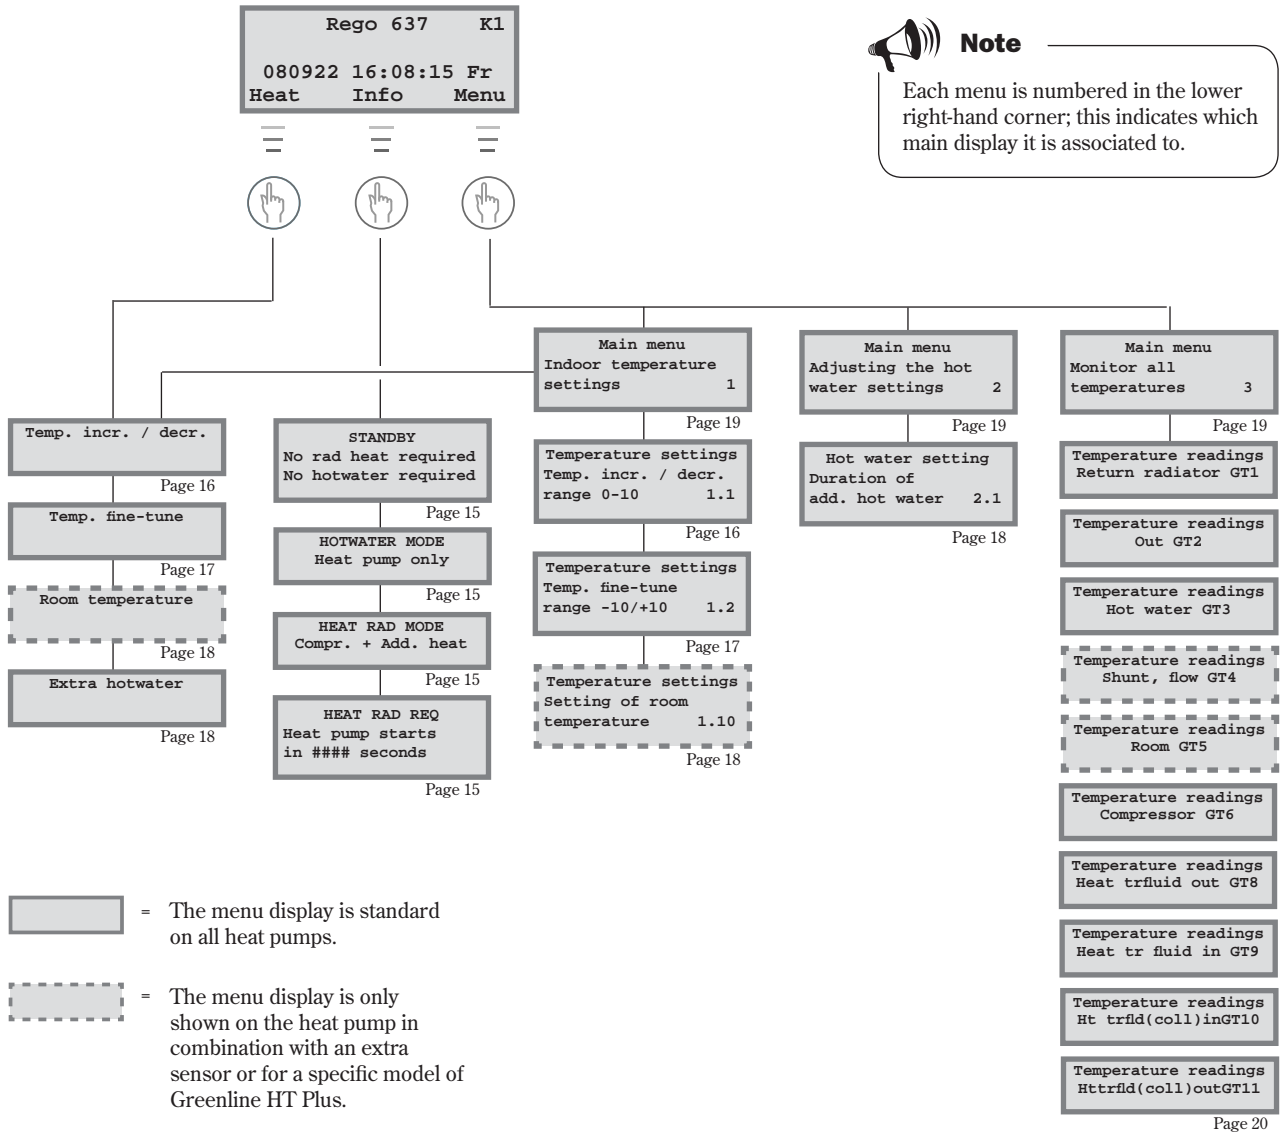 Rego 637 K1
080922 16:08:15 Fr
Heat Info Menu
Note
Each menu is numbered in the lower
right-hand corner; this indicates which
main display it is associated to.
Temp. incr. / decr.
Page 16
Temp. fine-tune
Page 17
Room temperature
Page 18
Extra hotwater
Page 18
STANDBY
No rad heat required
No hotwater required
Page 15
HOTWATER MODE
Heat pump only
Page 15
HEAT RAD MODE
Compr. + Add. heat
Page 15
HEAT RAD REQ
Heat pump starts
in #### seconds
Page 15
Main menu
Indoor temperature
settings 1
Page 19
Temperature settings
Temp. incr. / decr.
range 0-10 1.1
Page 16
Temperature settings
Temp. fine-tune
range -10/+10 1.2
Page 17
Temperature settings
Setting of room
temperature 1.10
Page 18
Main menu
Adjusting the hot
water settings 2
Page 19
Hot water setting
Duration of
add. hot water 2.1
Page 18
Main menu
Monitor all
temperatures 3
Page 19
Temperature readings
Return radiator GT1
Temperature readings
Out GT2
Temperature readings
Hot water GT3
Temperature readings
Shunt, flow GT4
Temperature readings
Room GT5
Temperature readings
Compressor GT6
Temperature readings
Heat trfluid out GT8
Temperature readings
Heat tr fluid in GT9
Temperature readings
Ht trfld(coll)inGT10
Temperature readings
Httrfld(coll)outGT11
Page 20
= The menu display is standard
on all heat pumps.
= The menu display is only
shown on the heat pump in
combination with an extra
sensor or for a specific model of
Greenline HT Plus.